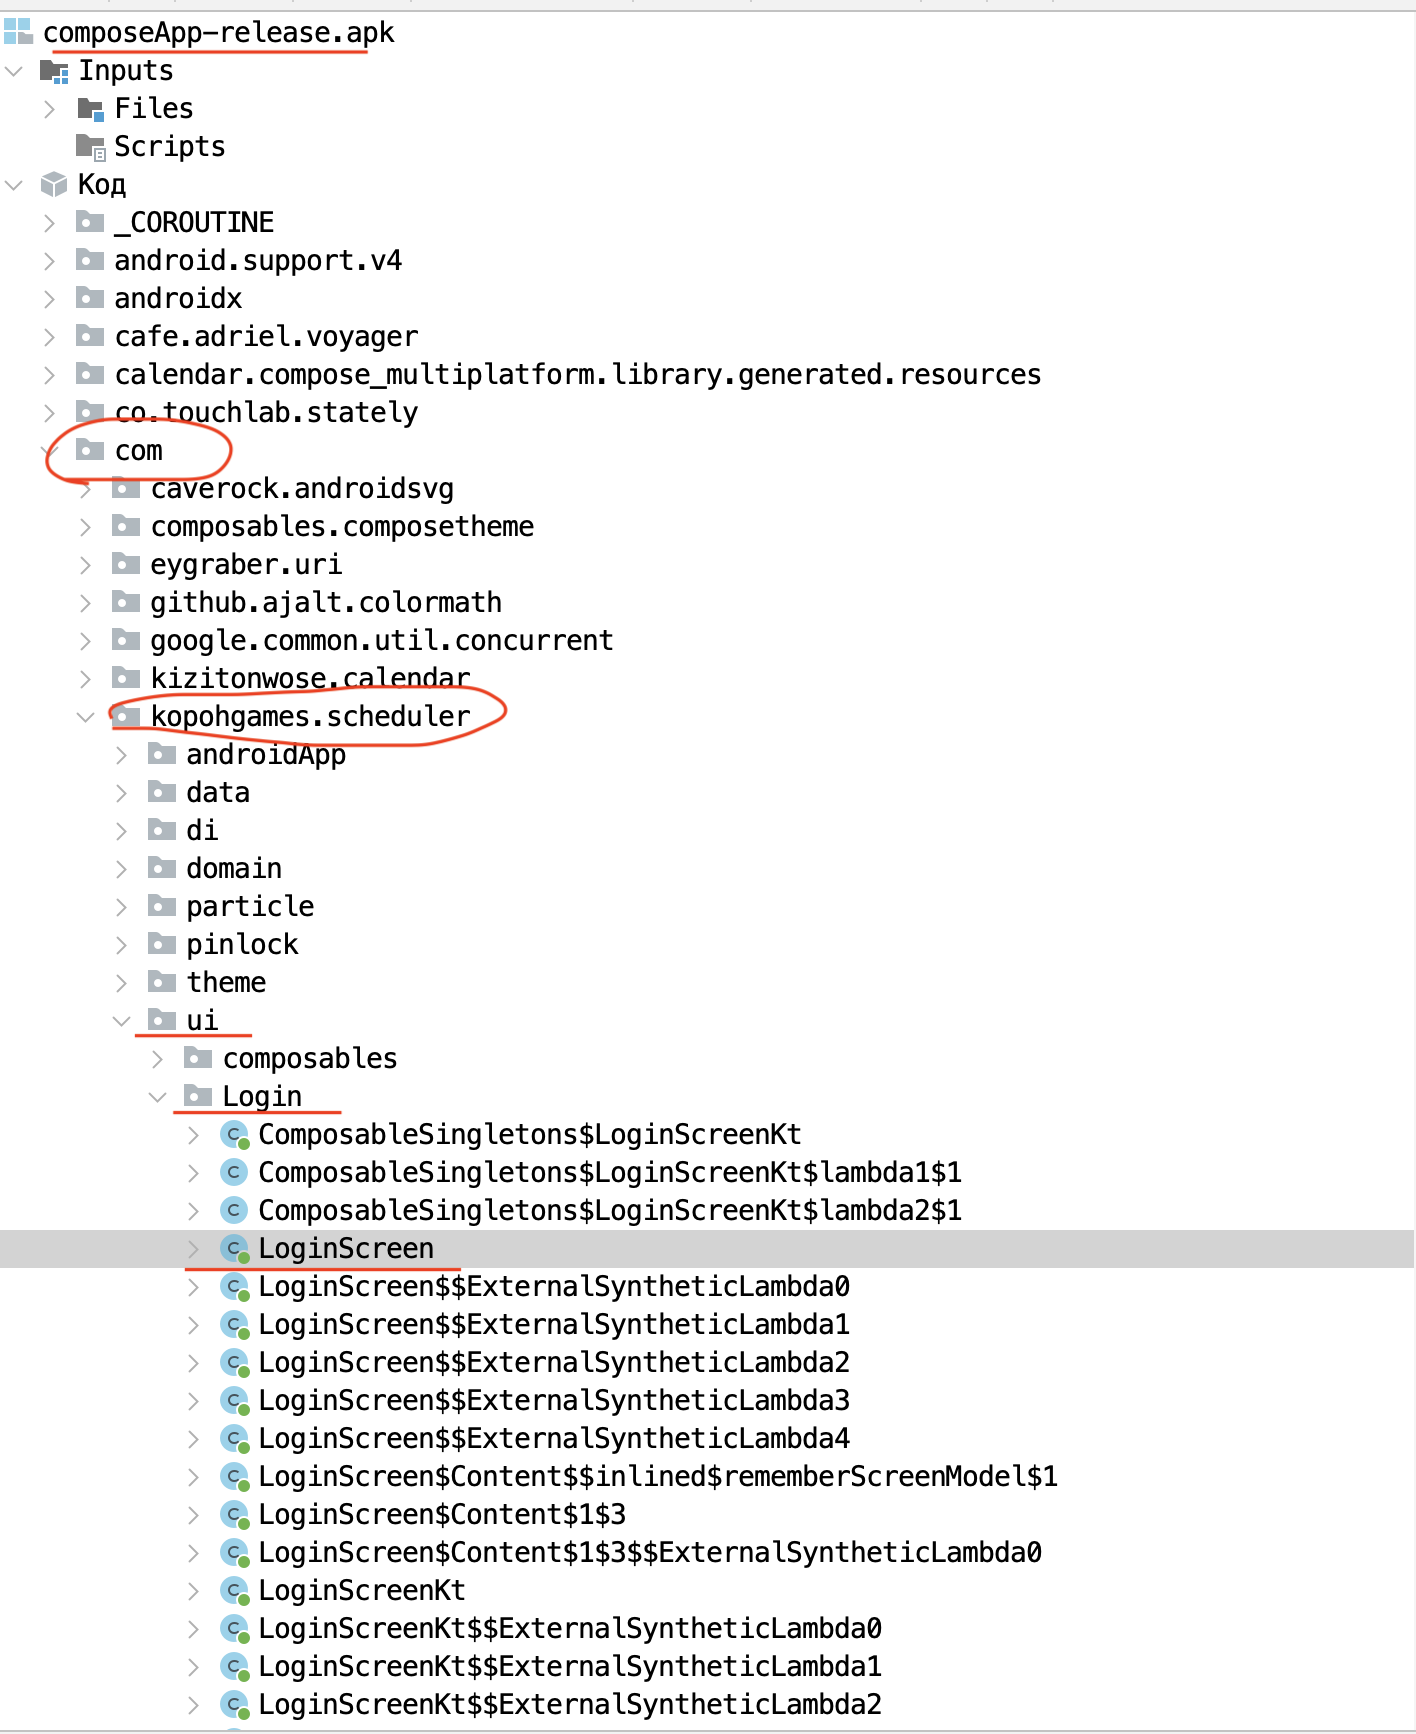 composeApp-release.apk
Inputs
Files
Scripts
Код
_COROUTINE
android.support.v4
androidx
cafe.adriel.voyager
calendar.compose_multiplatform.library.generated.resources
co.touchlab.stately
com
caverock.androidsvg
composables.composetheme
eygraber.uri
github.ajalt.colormath
google.common.util.concurrent
kizitonwose.calendar
kopohgames.scheduler
androidApp
data
di
domain
particle
pinlock
theme
ui
composables
Login
ComposableSingletons$LoginScreenKt
ComposableSingletons$LoginScreenKt$lambda1$1
ComposableSingletons$LoginScreenKt$lambda2$1
LoginScreen
LoginScreen$$ExternalSyntheticLambda0
LoginScreen$$ExternalSyntheticLambda1
LoginScreen$$ExternalSyntheticLambda2
LoginScreen$$ExternalSyntheticLambda3
LoginScreen$$ExternalSyntheticLambda4
LoginScreen$Content$$inlined$rememberScreenModel$1
LoginScreen$Content$1$3
LoginScreen$Content$1$3$$ExternalSyntheticLambda0
LoginScreenKt
LoginScreenKt$$ExternalSyntheticLambda0
LoginScreenKt$$ExternalSyntheticLambda1
LoginScreenKt$$ExternalSyntheticLambda2